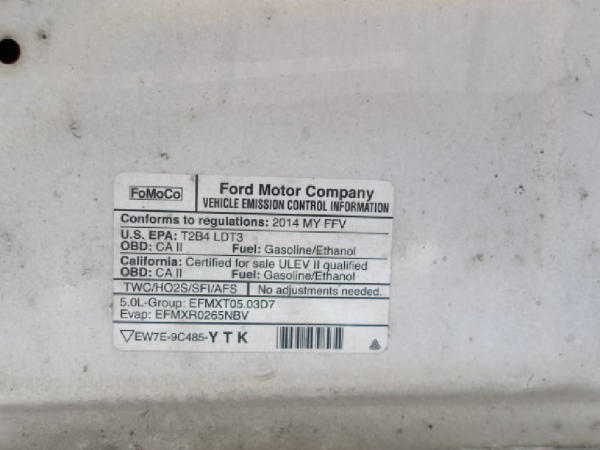 FoMoCo
Ford Motor Company
VEHICLE EMISSION CONTROL INFORMATION
Conforms to regulations: 2014 MY FFV
U.S. EPA: T2B4 LDT3
OBD: CA II Fuel: Gasoline/Ethanol
California: Certified for sale ULEV II qualified
OBD: CA II Fuel: Gasoline/Ethanol
TWC/HO2S/SFI/AFS No adjustments needed.
5.0L-Group: EFMXT05.03D7
Evap: EFMXR0265NBV
EW7E-9C485-YTK